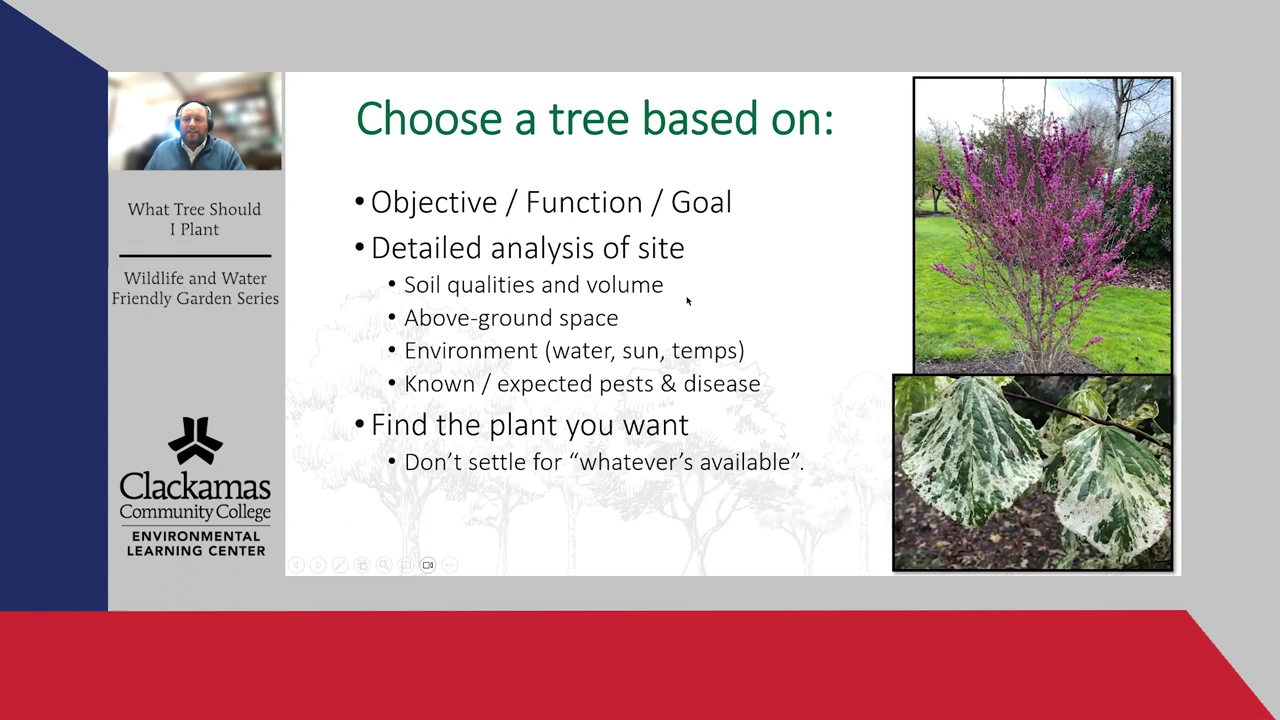 Choose a tree based on:
• Objective / Function / Goal
• Detailed analysis of site
• Soil qualities and volume
• Above-ground space
• Environment (water, sun, temps)
• Known / expected pests & disease
• Find the plant you want
• Don’t settle for “whatever’s available”.
What Tree Should
I Plant
Wildlife and Water
Friendly Garden Series
Clackamas
Community College
ENVIRONMENTAL
LEARNING CENTER